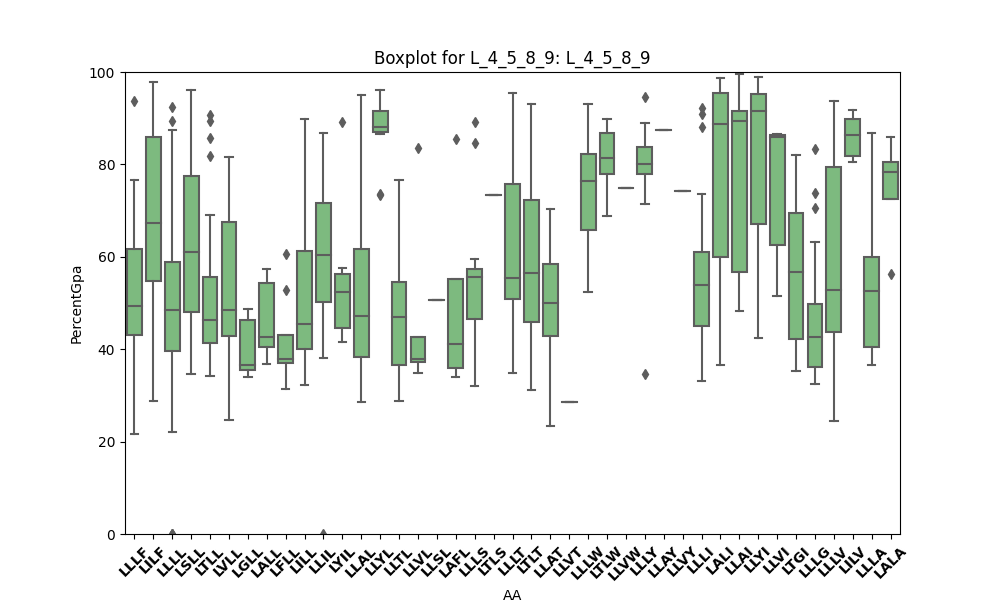 Boxplot for L_4_5_8_9: L_4_5_8_9
100
80
60
40
20
0
PercentGpa
LLLF LILF LLLL LSLL LTLL LVLL LGLL LALL LFLL LILL LLIL LYIL LLAL LLYL LLTL LLVL LLSL LAFL LLLS LTLS LLLT LTLT LLAT LLVT LLLW LTLW LLVW LLLY LLAY LLVY LLLI LALI LLAI LLYI LLVI LTGI LLLG LLLV LILV LLLA LALA
AA